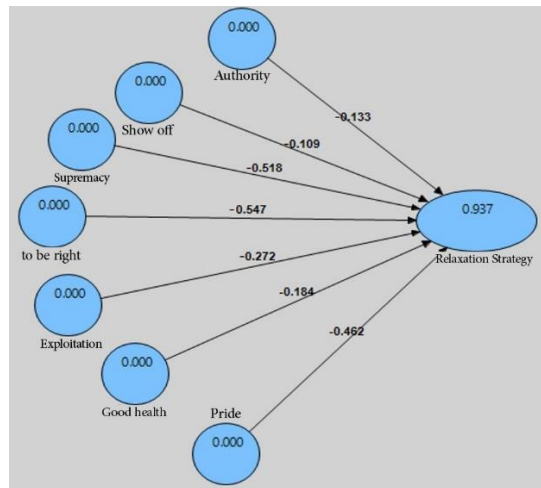 0.000
Authority
0.000
Show off
-0.133
0.000
Supremacy
-0.109
-0.518
0.000
to be right
-0.547
0.937
Relaxation Strategy
-0.272
0.000
Exploitation
-0.184
0.000
Good health
-0.462
Pride
0.000